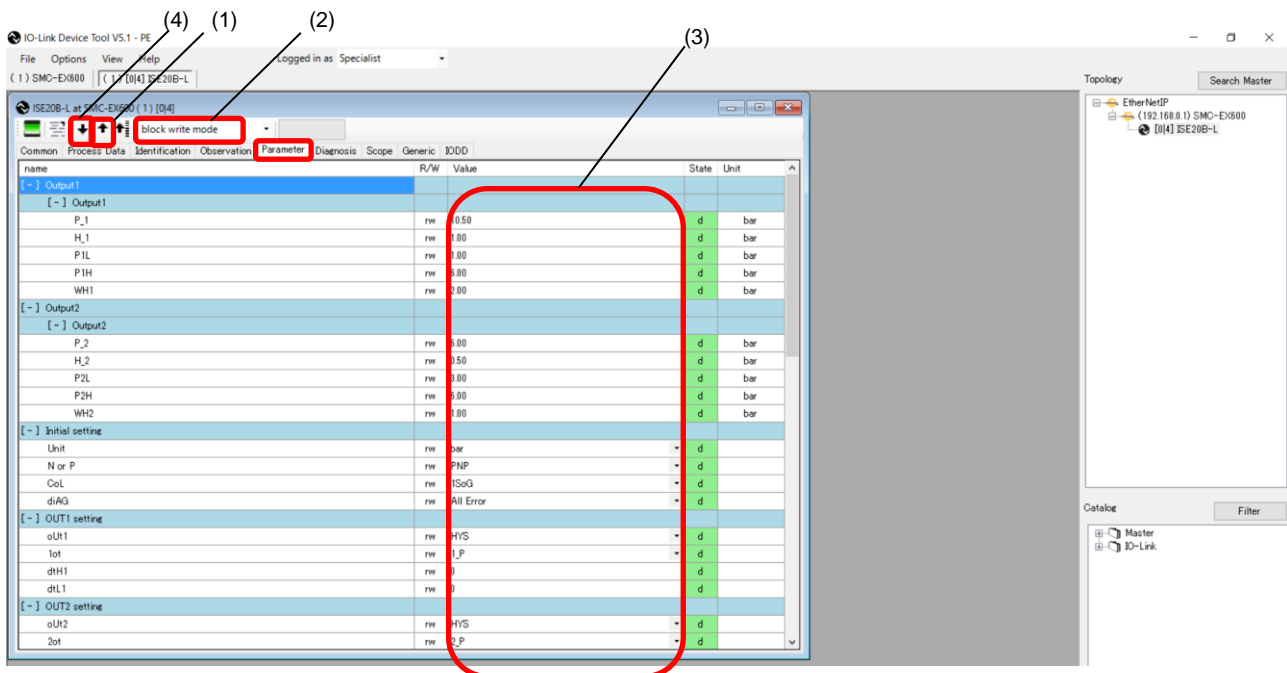 (4) (1) (2) (3)
IO-Link Device Tool V5.1 - PE
File Options View Help Logged in as Specialist
( 1 ) SMC-EX600 ( 1 ) [0|4] ISE20B-L
Topology Search Master
EtherNetIP
(192.168.0.1) SMC-EX600
[0|4] ISE20B-L
ISE20B-L at SMC-EX600 ( 1 ) [0|4]
block write mode
Common Process Data Identification Observation Parameter Diagnosis Scope Generic IODD
name R/W Value State Unit
[ - ] Output1
[ - ] Output1
P_1 rw 10.50 d bar
H_1 rw 1.00 d bar
P1L rw 1.00 d bar
P1H rw 5.00 d bar
WH1 rw 2.00 d bar
[ - ] Output2
[ - ] Output2
P_2 rw 5.00 d bar
H_2 rw 0.50 d bar
P2L rw 3.00 d bar
P2H rw 5.00 d bar
WH2 rw 1.00 d bar
[ - ] Initial setting
Unit rw bar d
N or P rw PNP d
CoL rw 1SoG d
diAG rw All Error d
[ - ] OUT1 setting
oUt1 rw HYS d
1ot rw 1_P d
dtH1 rw 0 d
dtL1 rw 0 d
[ - ] OUT2 setting
oUt2 rw HYS d
2ot rw 2_P d
Catalog Filter
Master
IO-Link